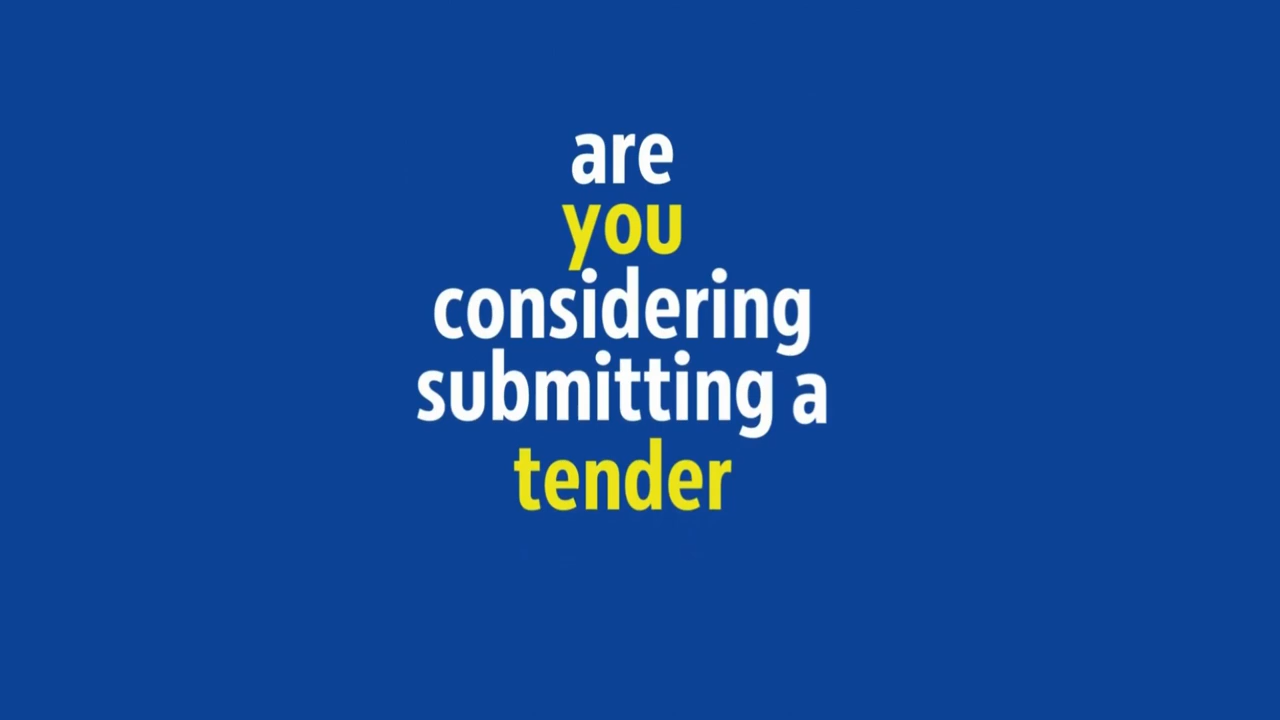 are
you
considering
submitting a
tender